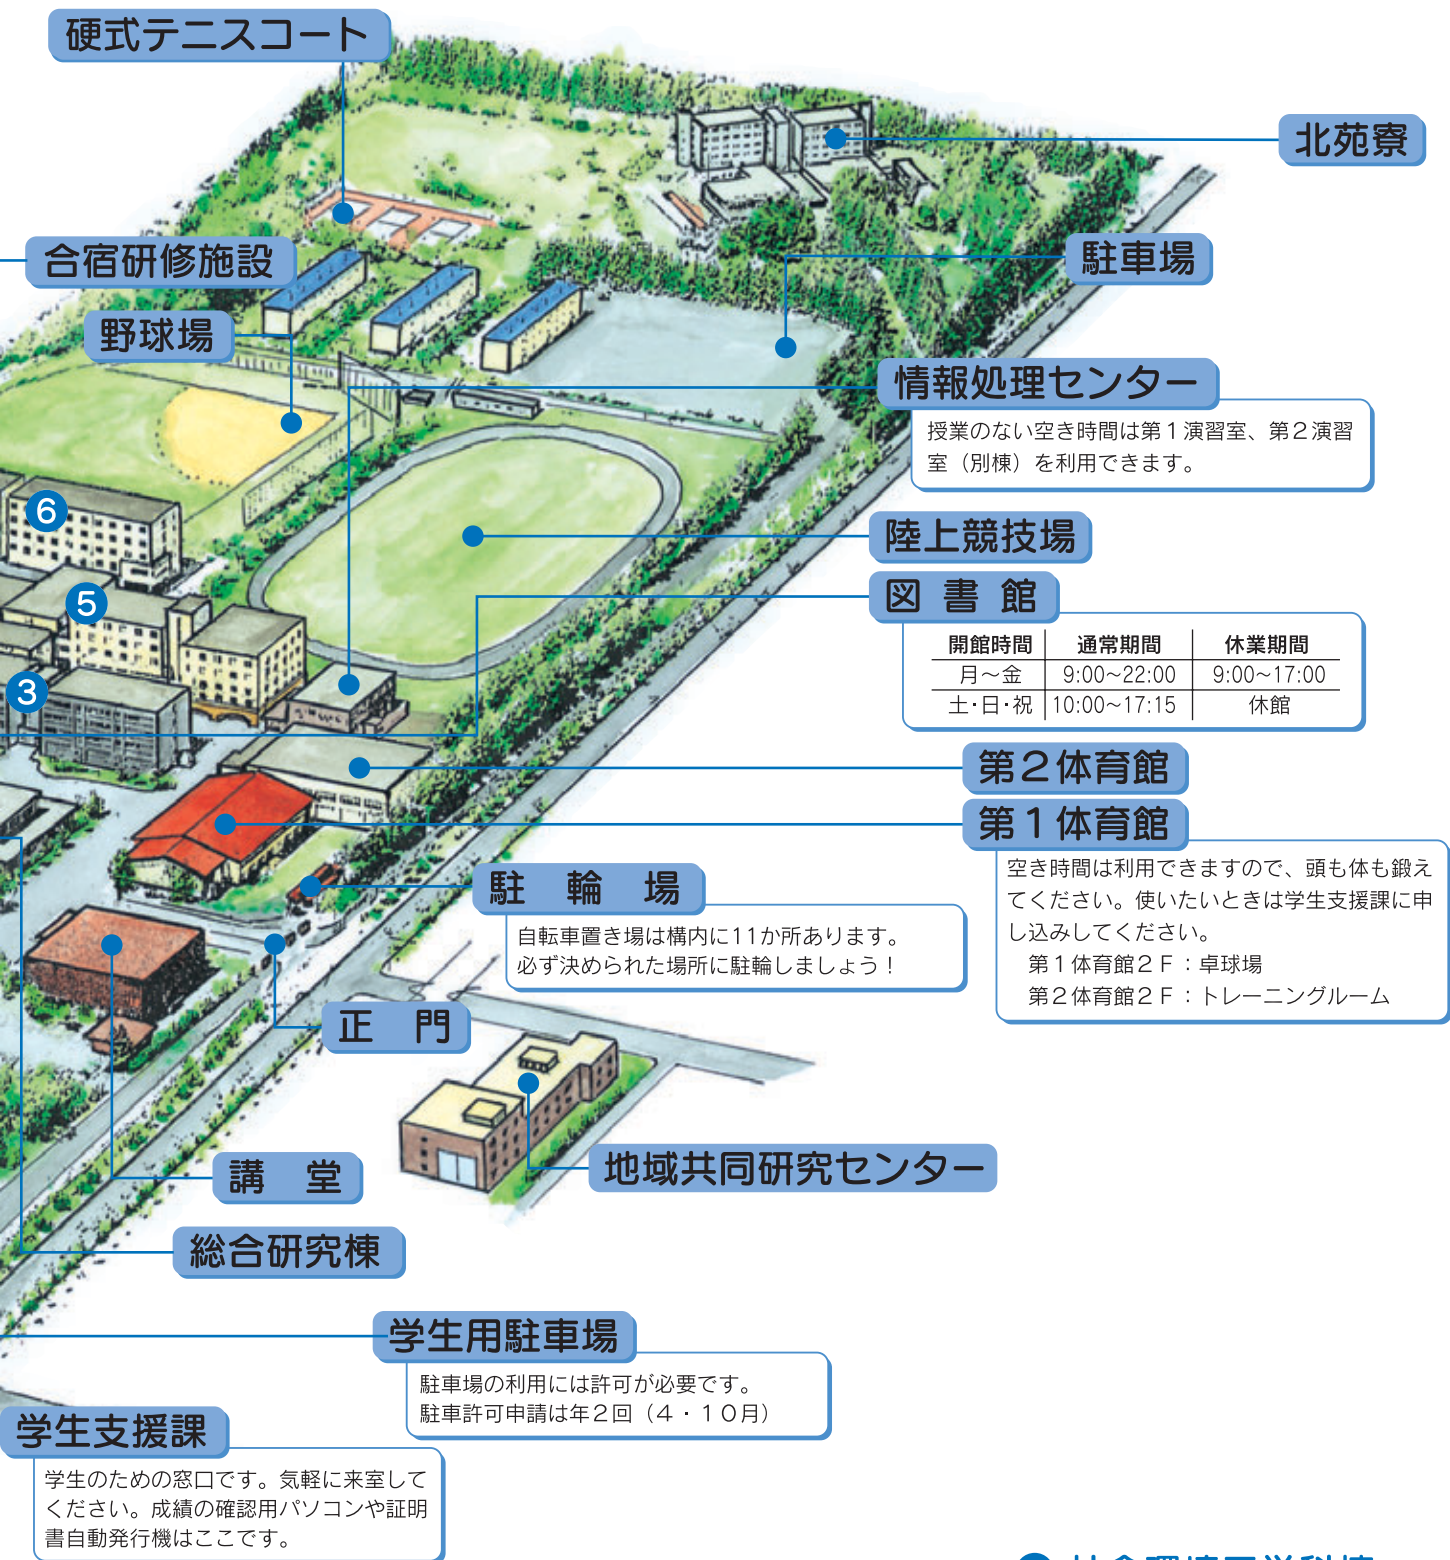 硬式テニスコート
北苑寮
合宿研修施設
駐車場
野球場
情報処理センター
授業のない空き時間は第1演習室、第2演習
室（別棟）を利用できます。
6
陸上競技場
図書館
5
開館時間 通常期間 休業期間
月～金 9:00~22:00 9:00~17:00
土･日･祝 10:00~17:15 休館
3
第2体育館
第1体育館
空き時間は利用できますので、頭も体も鍛え
てください。使いたいときは学生支援課に申
し込みしてください。
第1体育館2F：卓球場
第2体育館2F：トレーニングルーム
駐輪場
自転車置き場は構内に11か所あります。
必ず決められた場所に駐輪しましょう！
正門
地域共同研究センター
講堂
総合研究棟
学生用駐車場
駐車場の利用には許可が必要です。
駐車許可申請は年2回（4・10月）
学生支援課
学生のための窓口です。気軽に来室して
ください。成績の確認用パソコンや証明
書自動発行機はここです。